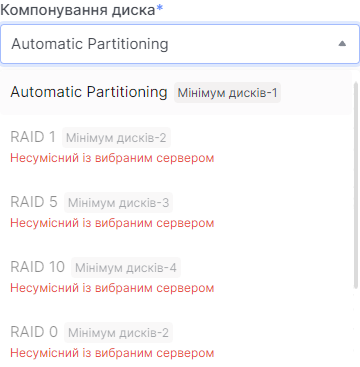 Компонування диска*
Automatic Partitioning
Automatic Partitioning Мінімум дисків-1
RAID 1 Мінімум дисків-2
Несумісний із вибраним сервером
RAID 5 Мінімум дисків-3
Несумісний із вибраним сервером
RAID 10 Мінімум дисків-4
Несумісний із вибраним сервером
RAID 0 Мінімум дисків-2
Несумісний із вибраним сервером